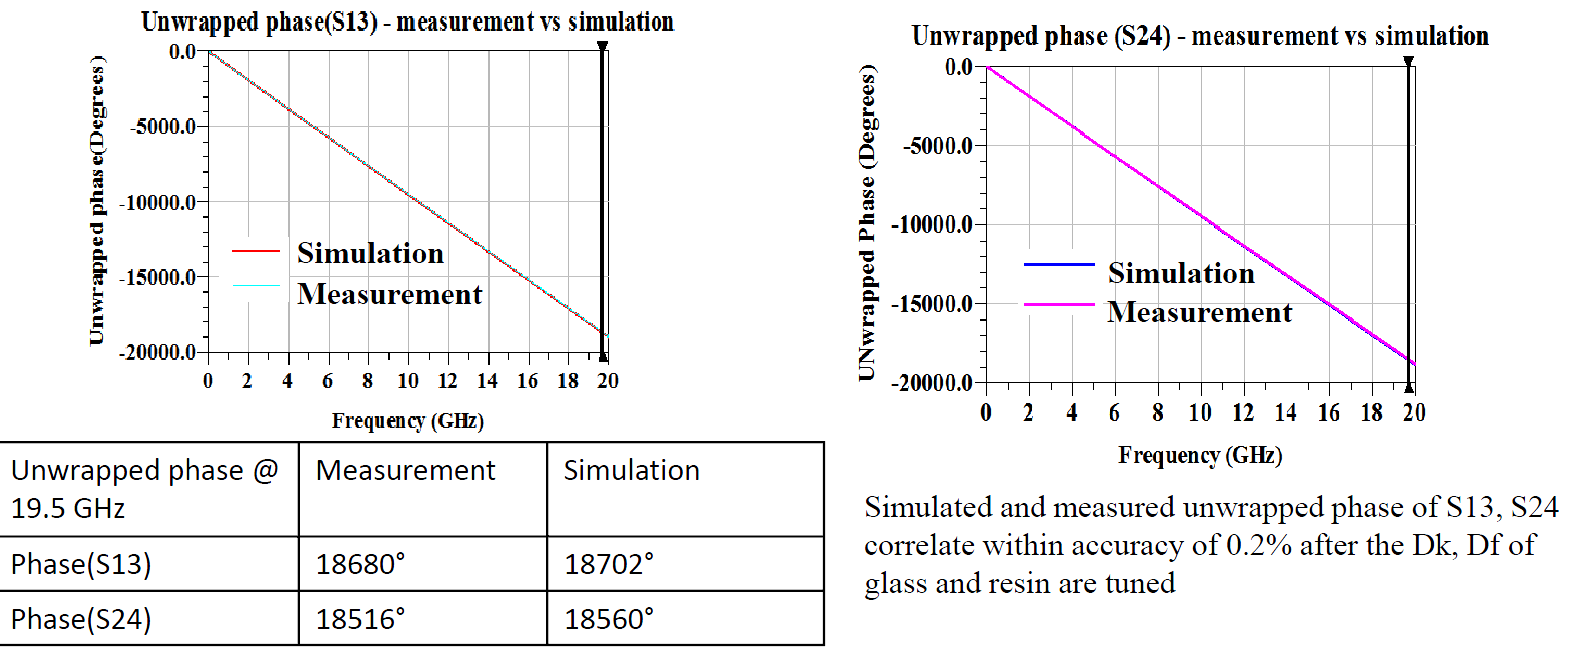 Unwrapped phase(S13) - measurement vs simulation
Unwrapped phase(Degrees)
0.0
-5000.0
-10000.0
-15000.0
-20000.0
Simulation
Measurement
0 2 4 6 8 10 12 14 16 18 20
Frequency (GHz)
Unwrapped phase (S24) - measurement vs simulation
UNwrapped Phase (Degrees)
0.0
-5000.0
-10000.0
-15000.0
-20000.0
Simulation
Measurement
0 2 4 6 8 10 12 14 16 18 20
Frequency (GHz)
Unwrapped phase @ Measurement Simulation
19.5 GHz
Phase(S13) 18680° 18702°
Phase(S24) 18516° 18560°
Simulated and measured unwrapped phase of S13, S24
correlate within accuracy of 0.2% after the Dk, Df of
glass and resin are tuned